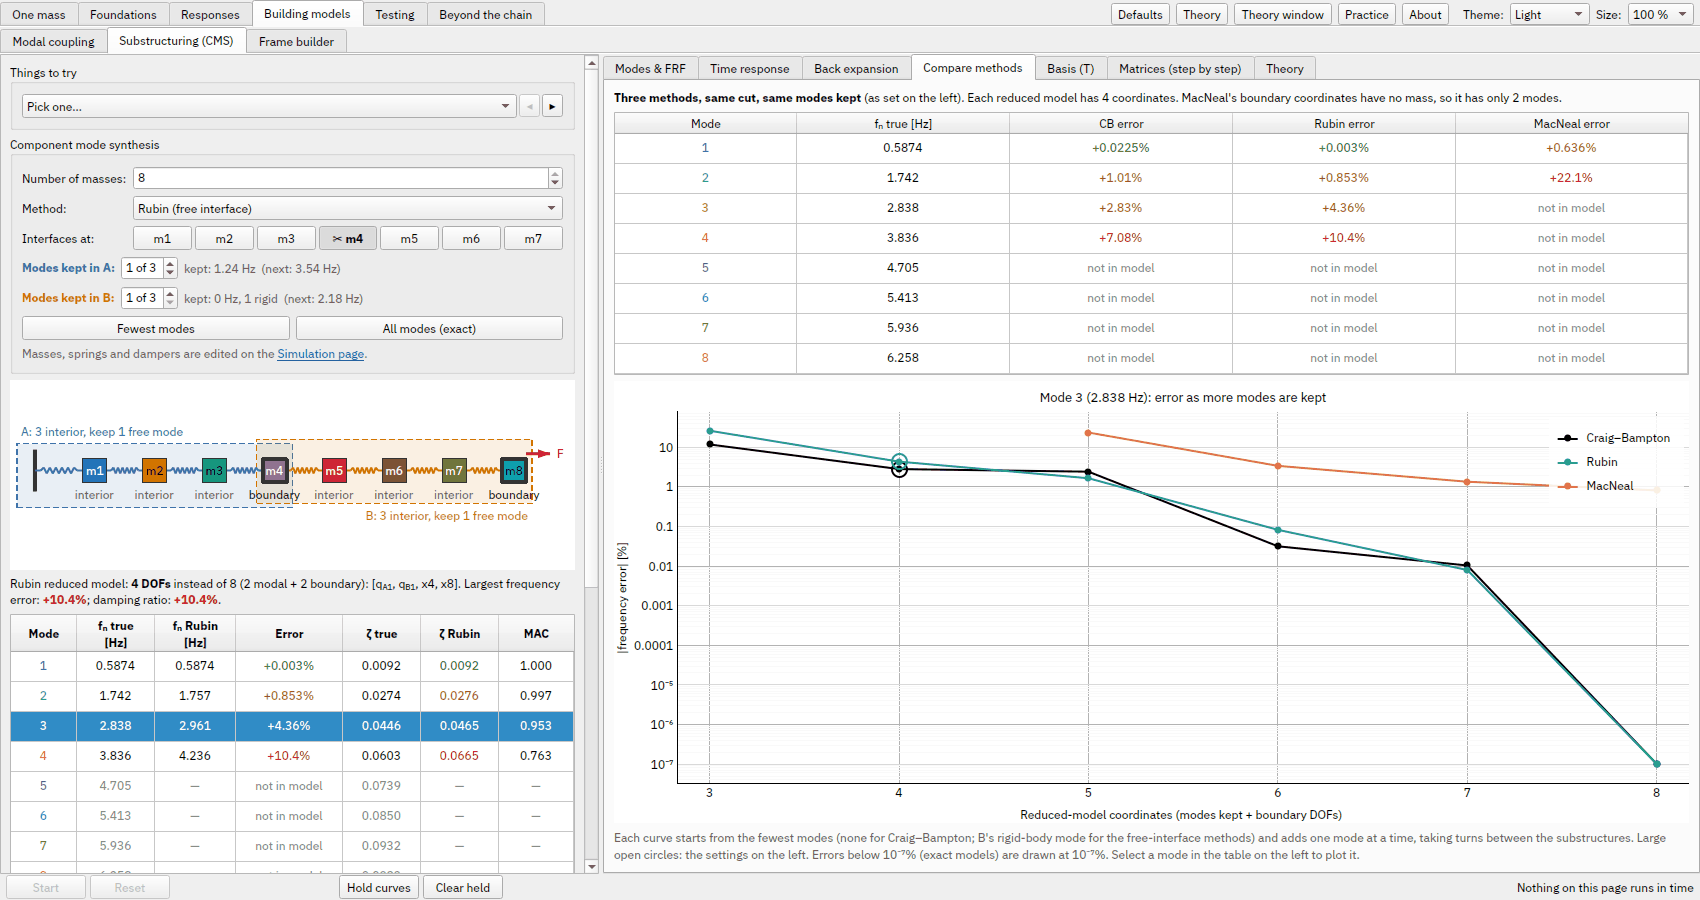 One mass Foundations Responses Building models Testing Beyond the chain Defaults Theory Theory window Practice About Theme: Light Size: 100 %
Modal coupling Substructuring (CMS) Frame builder
Things to try
Pick one...
Component mode synthesis
Number of masses: 8
Method: Rubin (free interface)
Interfaces at: m1 m2 m3 ✂ m4 m5 m6 m7
Modes kept in A: 1 of 3 kept: 1.24 Hz (next: 3.54 Hz)
Modes kept in B: 1 of 3 kept: 0 Hz, 1 rigid (next: 2.18 Hz)
Fewest modes All modes (exact)
Masses, springs and dampers are edited on the Simulation page.
A: 3 interior, keep 1 free mode
m1 m2 m3 m4 m5 m6 m7 m8 F
interior interior interior boundary interior interior interior boundary
B: 3 interior, keep 1 free mode
Rubin reduced model: 4 DOFs instead of 8 (2 modal + 2 boundary): [qA1, qB1, x4, x8]. Largest frequency
error: +10.4%; damping ratio: +10.4%.
Mode fn true [Hz] fn Rubin [Hz] Error ζ true ζ Rubin MAC
1 0.5874 0.5874 +0.003% 0.0092 0.0092 1.000
2 1.742 1.757 +0.853% 0.0274 0.0276 0.997
3 2.838 2.961 +4.36% 0.0446 0.0465 0.953
4 3.836 4.236 +10.4% 0.0603 0.0665 0.763
5 4.705 — not in model 0.0739 — —
6 5.413 — not in model 0.0850 — —
7 5.936 — not in model 0.0932 — —
Modes & FRF Time response Back expansion Compare methods Basis (T) Matrices (step by step) Theory
Three methods, same cut, same modes kept (as set on the left). Each reduced model has 4 coordinates. MacNeal's boundary coordinates have no mass, so it has only 2 modes.
Mode fn true [Hz] CB error Rubin error MacNeal error
1 0.5874 +0.0225% +0.003% +0.636%
2 1.742 +1.01% +0.853% +22.1%
3 2.838 +2.83% +4.36% not in model
4 3.836 +7.08% +10.4% not in model
5 4.705 not in model not in model not in model
6 5.413 not in model not in model not in model
7 5.936 not in model not in model not in model
8 6.258 not in model not in model not in model
Mode 3 (2.838 Hz): error as more modes are kept
|frequency error| [%]
10
1
0.1
0.01
0.001
0.0001
10⁻⁵
10⁻⁶
10⁻⁷
Craig–Bampton
Rubin
MacNeal
3 4 5 6 7 8
Reduced-model coordinates (modes kept + boundary DOFs)
Each curve starts from the fewest modes (none for Craig–Bampton; B's rigid-body mode for the free-interface methods) and adds one mode at a time, taking turns between the substructures. Large
open circles: the settings on the left. Errors below 10⁻⁷% (exact models) are drawn at 10⁻⁷%. Select a mode in the table on the left to plot it.
Start Reset Hold curves Clear held Nothing on this page runs in time